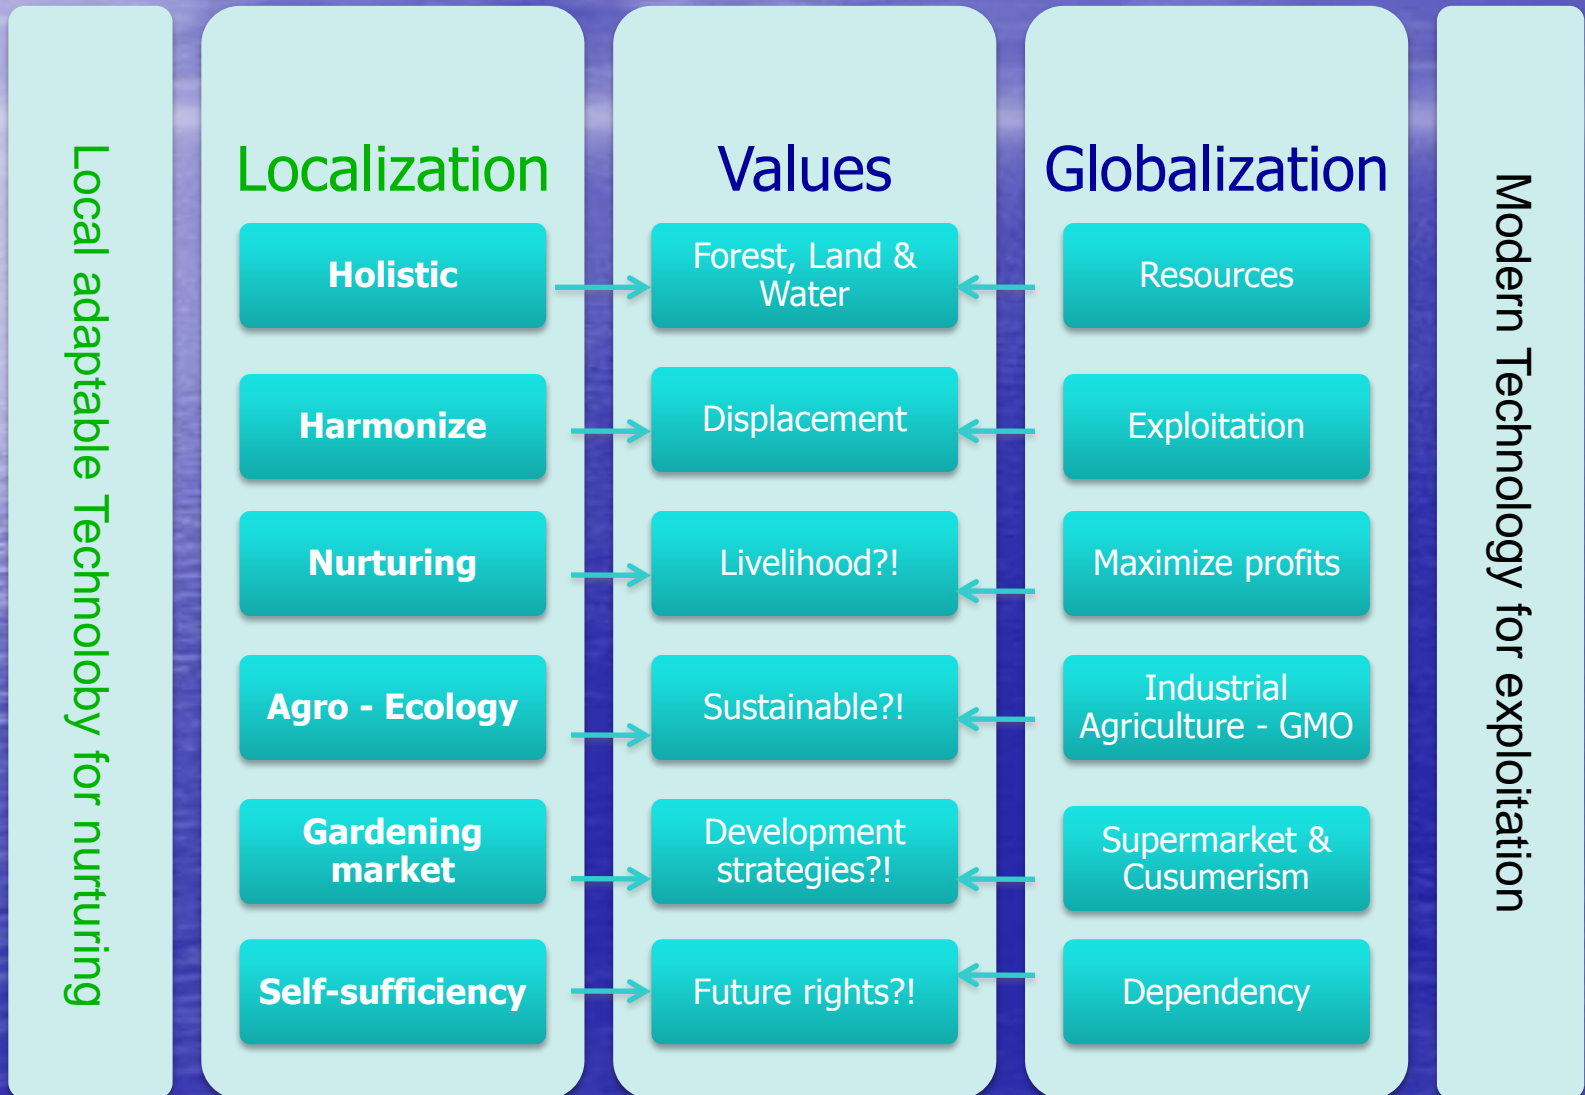 Local adaptable Technoloby for nurturing
Localization
Holistic
Harmonize
Nurturing
Agro - Ecology
Gardening
market
Self-sufficiency
Values
Forest, Land &
Water
Displacement
Livelihood?!
Sustainable?!
Development
strategies?!
Future rights?!
Globalization
Resources
Exploitation
Maximize profits
Industrial
Agriculture - GMO
Supermarket &
Cusumerism
Dependency
Modern Technology for exploitation